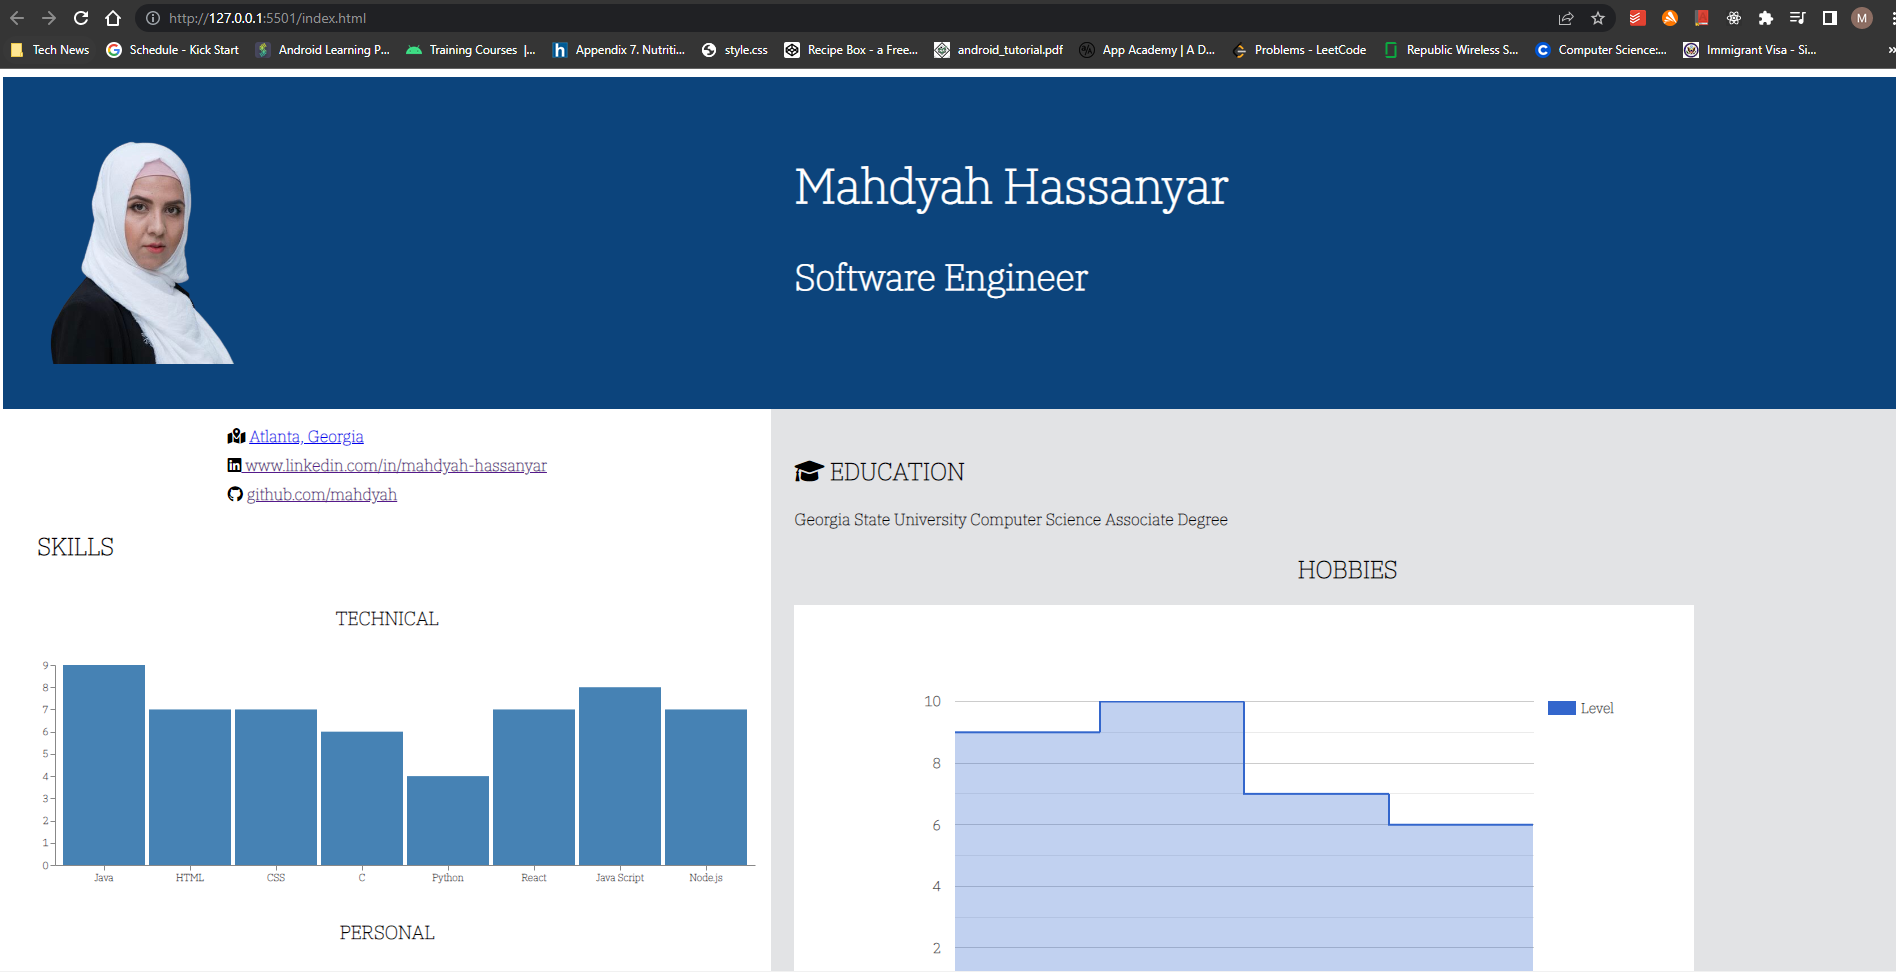 http://127.0.0.1:5501/index.html
M
Tech News
Schedule - Kick Start
Android Learning P...
Training Courses |...
Appendix 7. Nutriti...
style.css
Recipe Box - a Free...
android_tutorial.pdf
App Academy | A D...
Problems - LeetCode
Republic Wireless S...
Computer Science:...
Immigrant Visa - Si...
»
Mahdyah Hassanyar
Software Engineer
Atlanta, Georgia
www.linkedin.com/in/mahdyah-hassanyar
github.com/mahdyah
SKILLS
TECHNICAL
9
8
7
6
5
4
3
2
1
0
Java HTML CSS C Python React Java Script Node.js
PERSONAL
EDUCATION
Georgia State University Computer Science Associate Degree
HOBBIES
10
8
6
4
2
Level